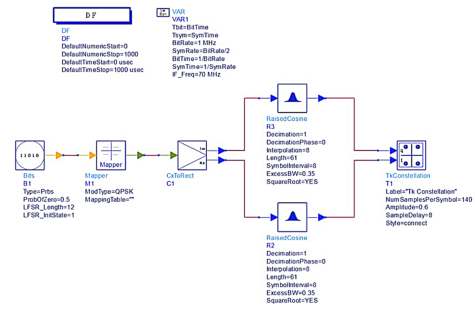 DF
DF
DF
DefaultNumericStart=0
DefaultNumericStop=1000
DefaultTimeStart=0 usec
DefaultTimeStop=1000 usec
VAR
VAR1
Tbit=BitTime
Tsym=SymTime
BitRate=1 MHz
SymRate=BitRate/2
BitTime=1/BitRate
SymTime=1/SymRate
IF_Freq=70 MHz
RaisedCosine
R3
Decimation=1
DecimationPhase=0
Interpolation=8
Length=61
SymbolInterval=8
ExcessBW=0.35
SquareRoot=YES
11010
Bits
B1
Type=Prbs
ProbOfZero=0.5
LFSR_Length=12
LFSR_InitState=1
Mapper
Mapper
M1
ModType=QPSK
MappingTable=""
CxToRect
C1
TkConstellation
T1
Label="Tk Constellation"
NumSamplesPerSymbol=140
Amplitude=0.6
SampleDelay=8
Style=connect
RaisedCosine
R2
Decimation=1
DecimationPhase=0
Interpolation=8
Length=61
SymbolInterval=8
ExcessBW=0.35
SquareRoot=YES